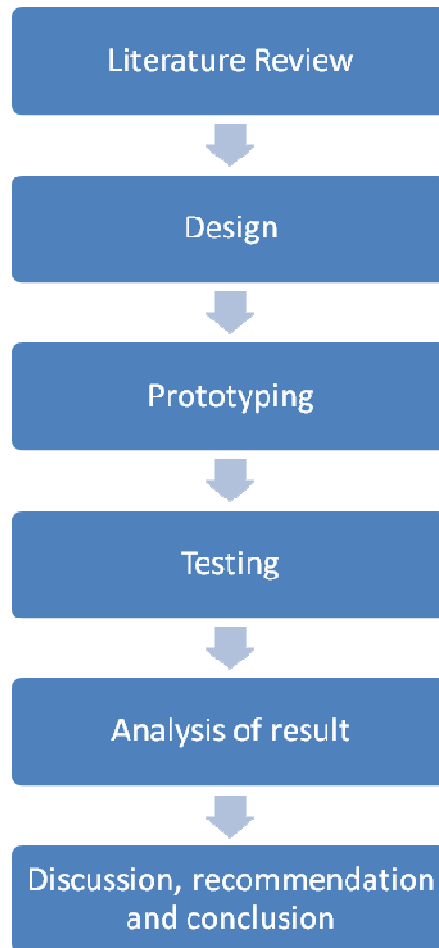 Literature Review
Design
Prototyping
Testing
Analysis of result
Discussion, recommendation
and conclusion